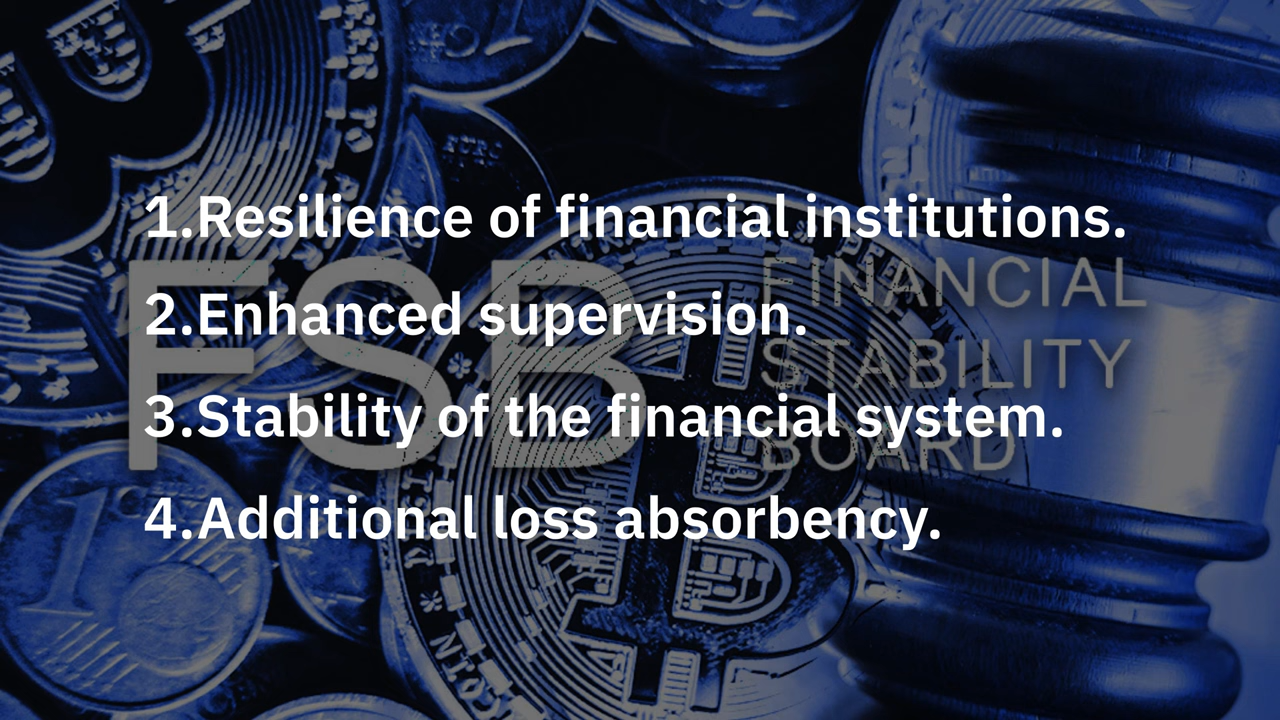 1.Resilience of financial institutions.
FSB
FINANCIAL
2.Enhanced supervision.
STABILITY
3.Stability of the financial system.
BOARD
4.Additional loss absorbency.